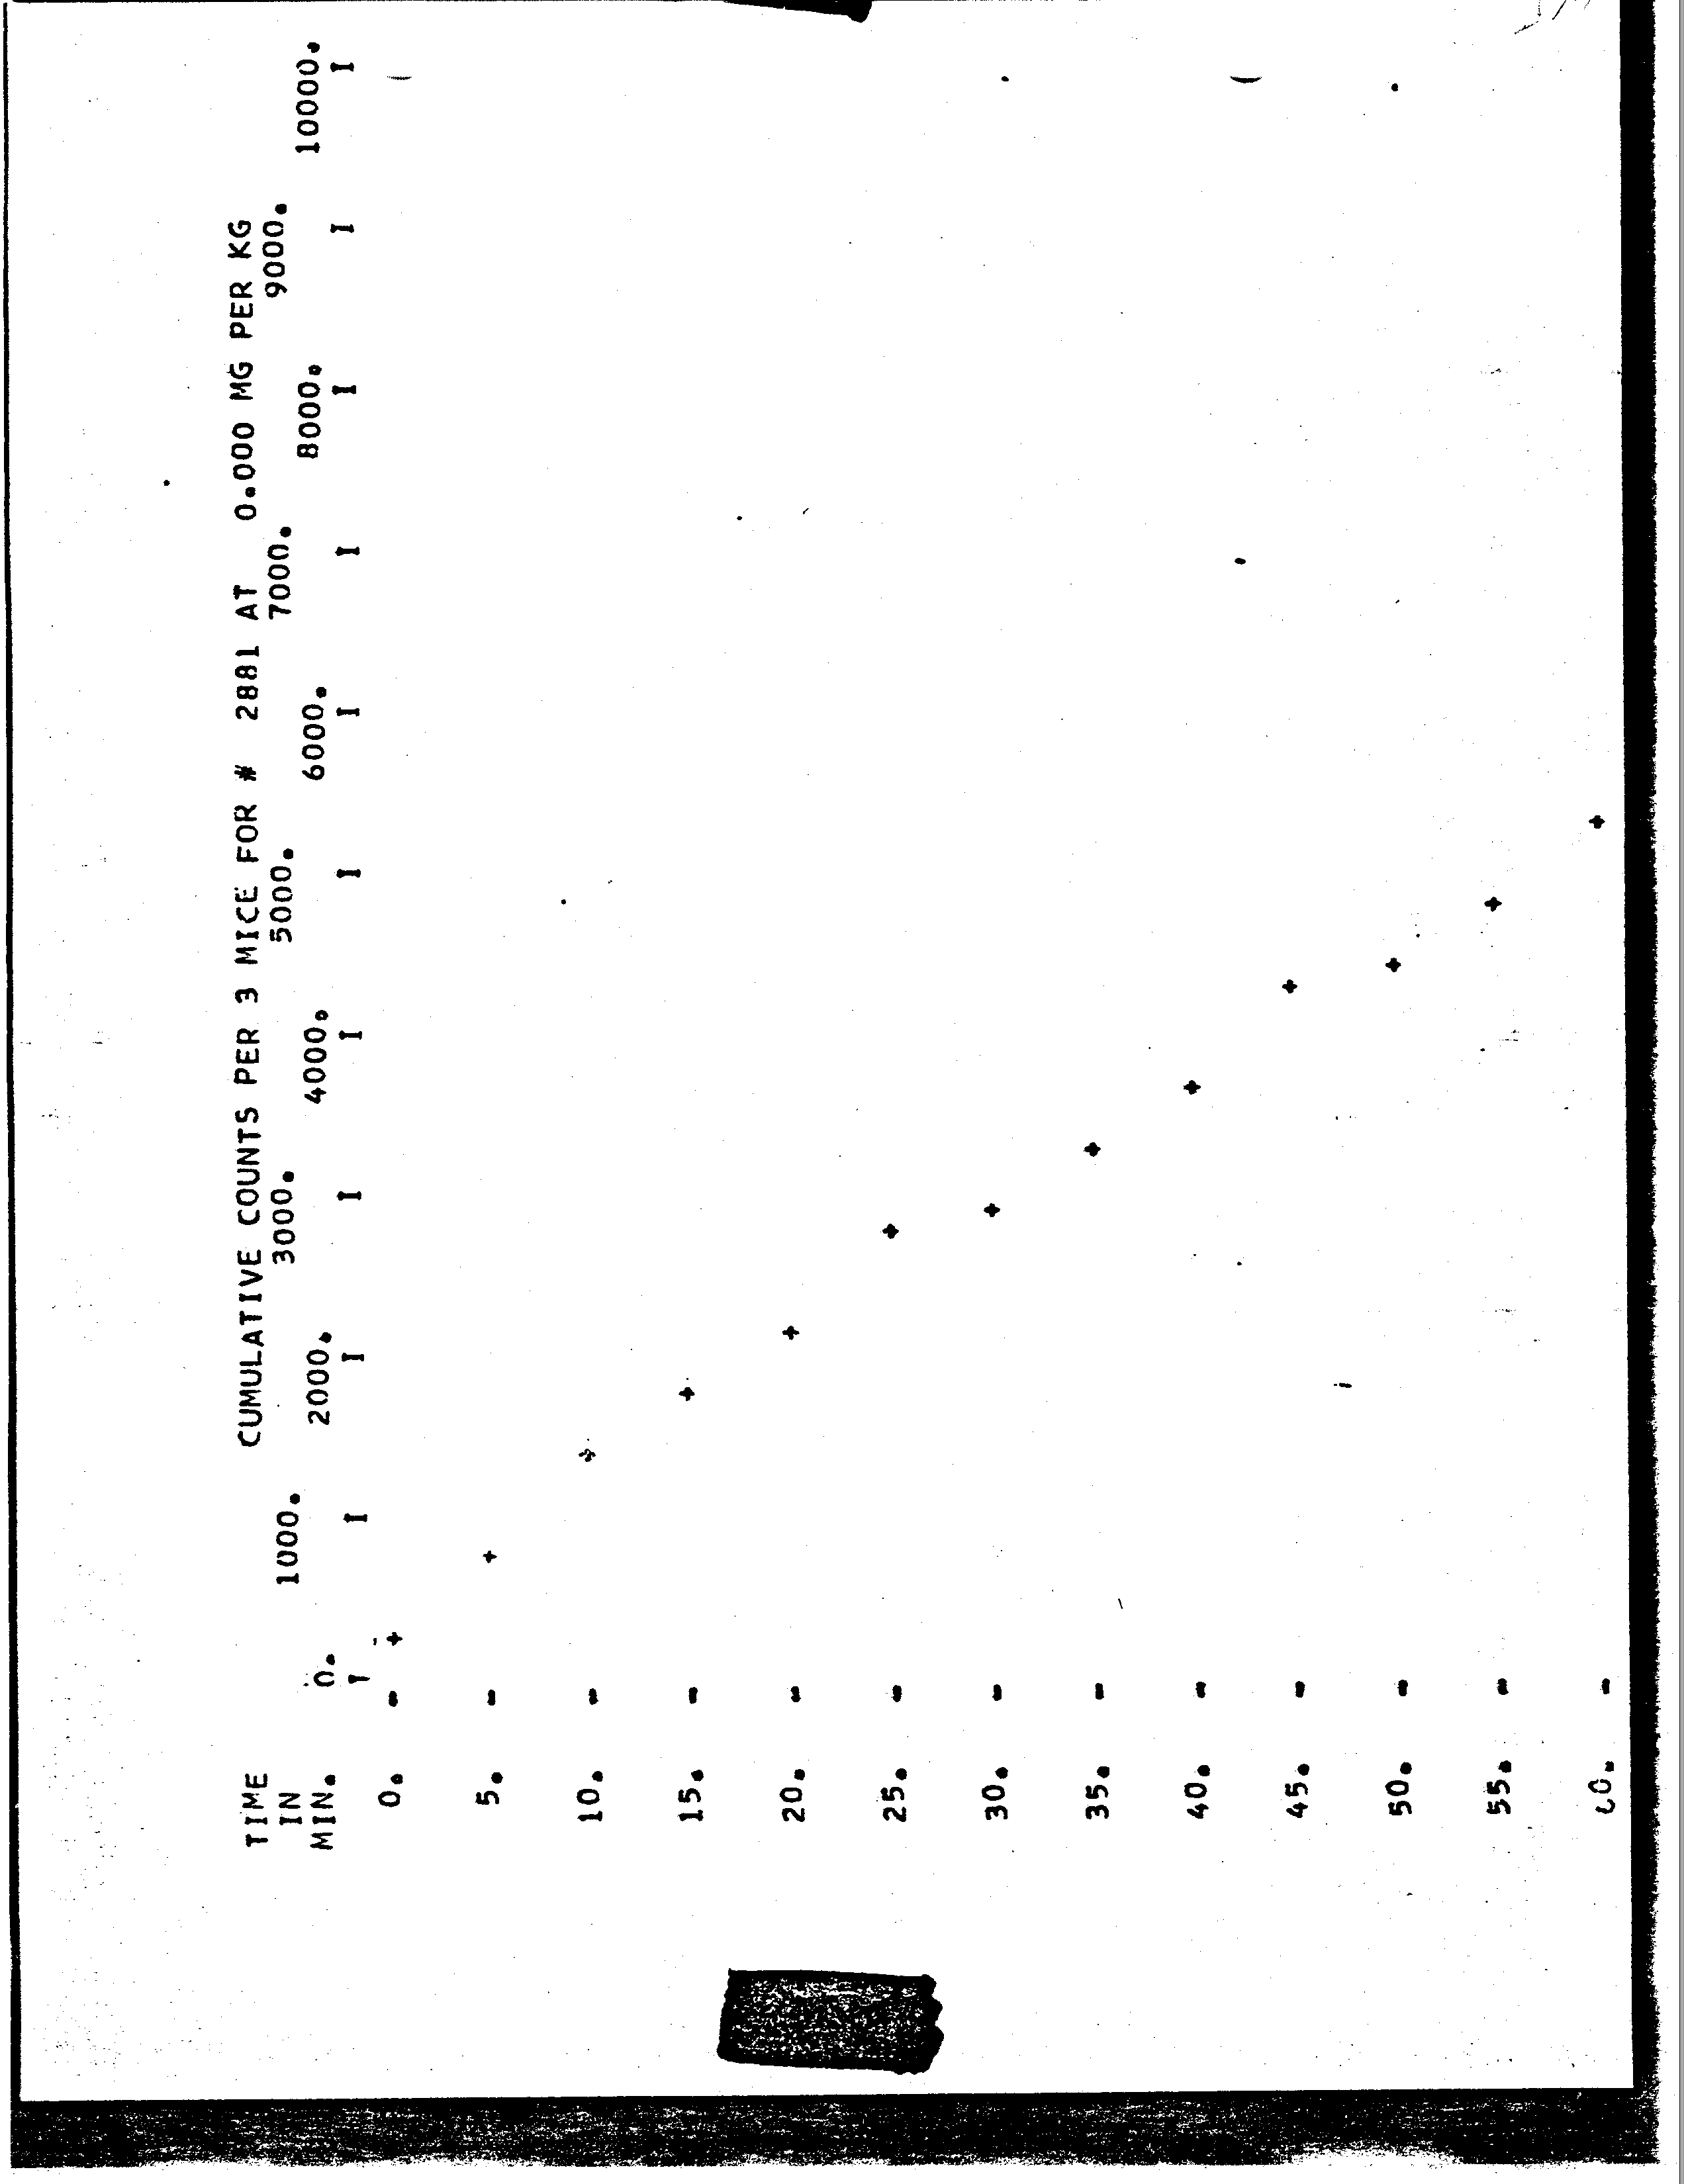 TIME CUMULATIVE COUNTS PER 3 MICE FOR # 2881 AT 0.000 MG PER KG
IN 1000. 3000. 5000. 7000. 9000.
MIN. 0. 2000. 4000. 6000. 8000. 10000.
I I I I I I I I I I I
0. - +
5. - +
10. - +
15. - +
20. - +
25. - +
30. - +
35. - +
40. - +
45. - +
50. - +
55. - +
60. - +